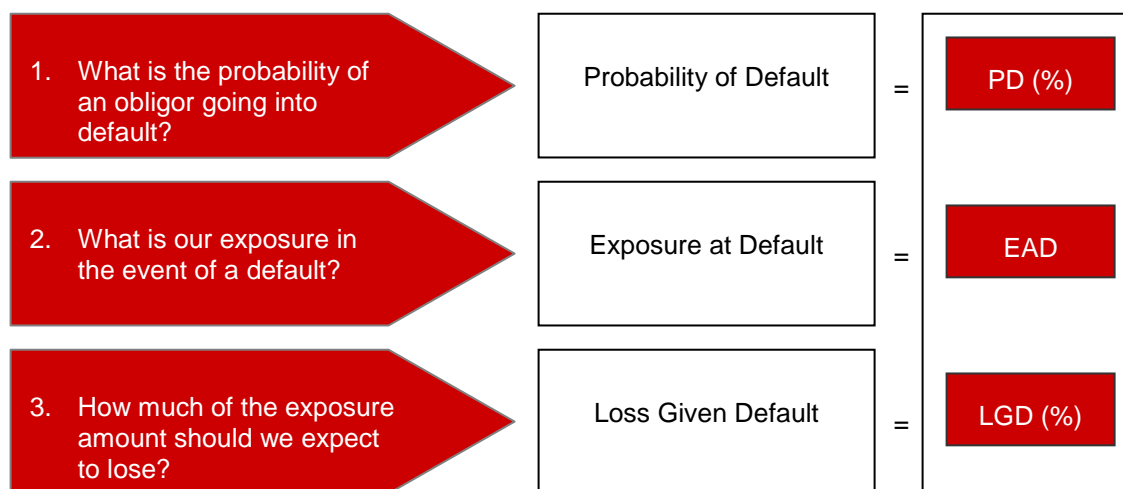 1. What is the probability of
an obligor going into
default?
Probability of Default
=
PD (%)
2. What is our exposure in
the event of a default?
Exposure at Default
=
EAD
3. How much of the exposure
amount should we expect
to lose?
Loss Given Default
=
LGD (%)